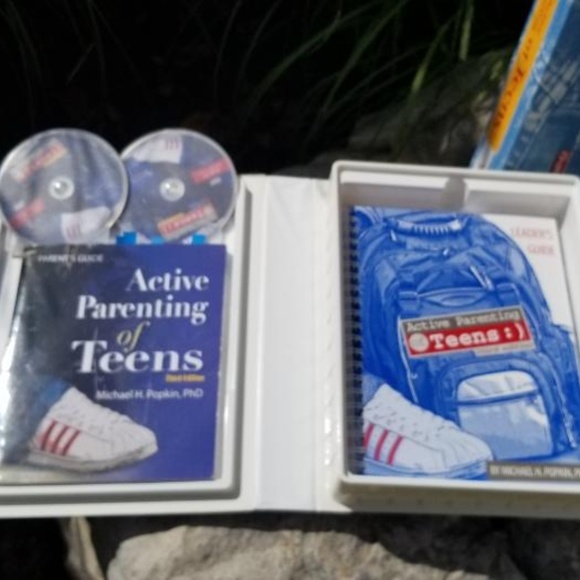 PARENT'S GUIDE
Active
Parenting
of
Teens
Third Edition
Michael H. Popkin, PhD
LEADER'S
GUIDE
Active Parenting
of Teens:)
BY MICHAEL H. POPKIN, P